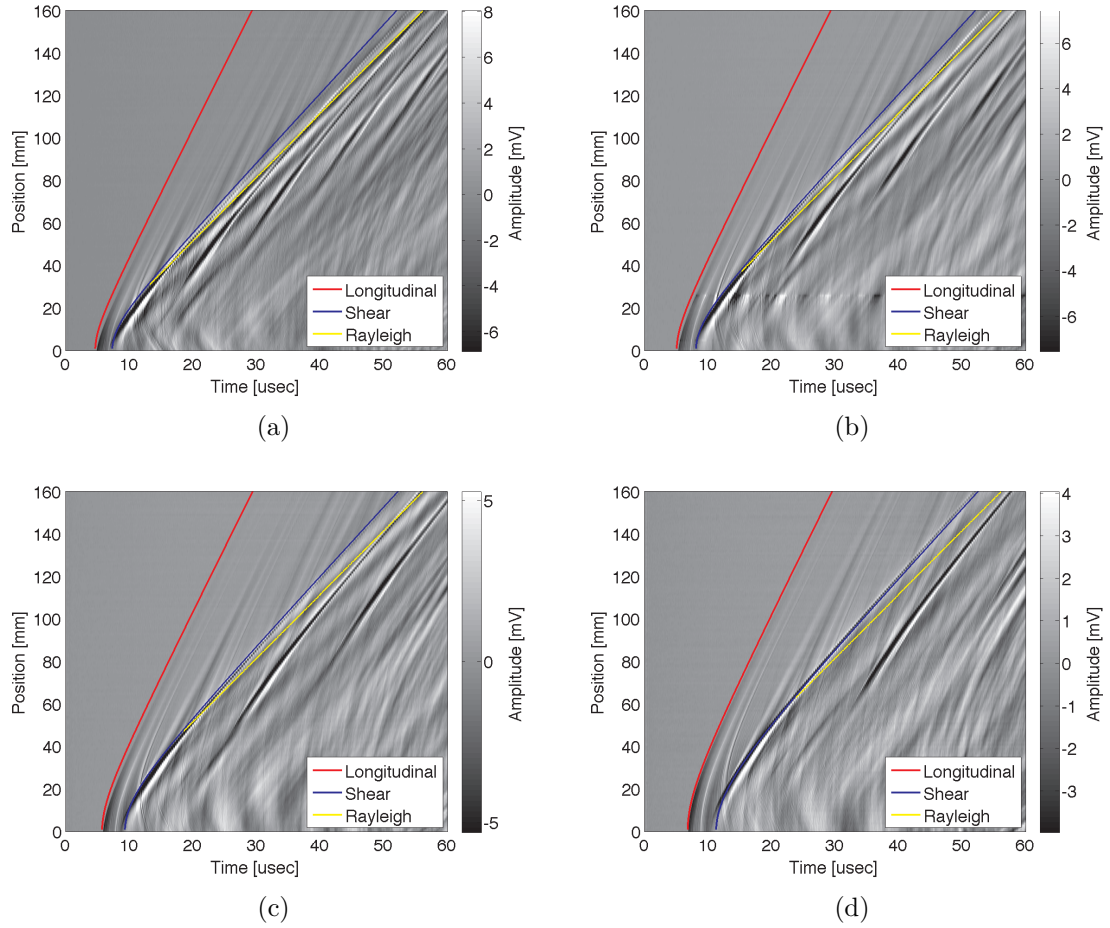 160
140
120
100
80
60
40
20
0
Position [mm]
0 10 20 30 40 50 60
Time [usec]
Longitudinal
Shear
Rayleigh
8
6
4
2
0
-2
-4
-6
Amplitude [mV]
(a)
160
140
120
100
80
60
40
20
0
Position [mm]
0 10 20 30 40 50 60
Time [usec]
Longitudinal
Shear
Rayleigh
6
4
2
0
-2
-4
-6
Amplitude [mV]
(b)
160
140
120
100
80
60
40
20
0
Position [mm]
0 10 20 30 40 50 60
Time [usec]
Longitudinal
Shear
Rayleigh
5
0
-5
Amplitude [mV]
(c)
160
140
120
100
80
60
40
20
0
Position [mm]
0 10 20 30 40 50 60
Time [usec]
Longitudinal
Shear
Rayleigh
4
3
2
1
0
-1
-2
-3
Amplitude [mV]
(d)